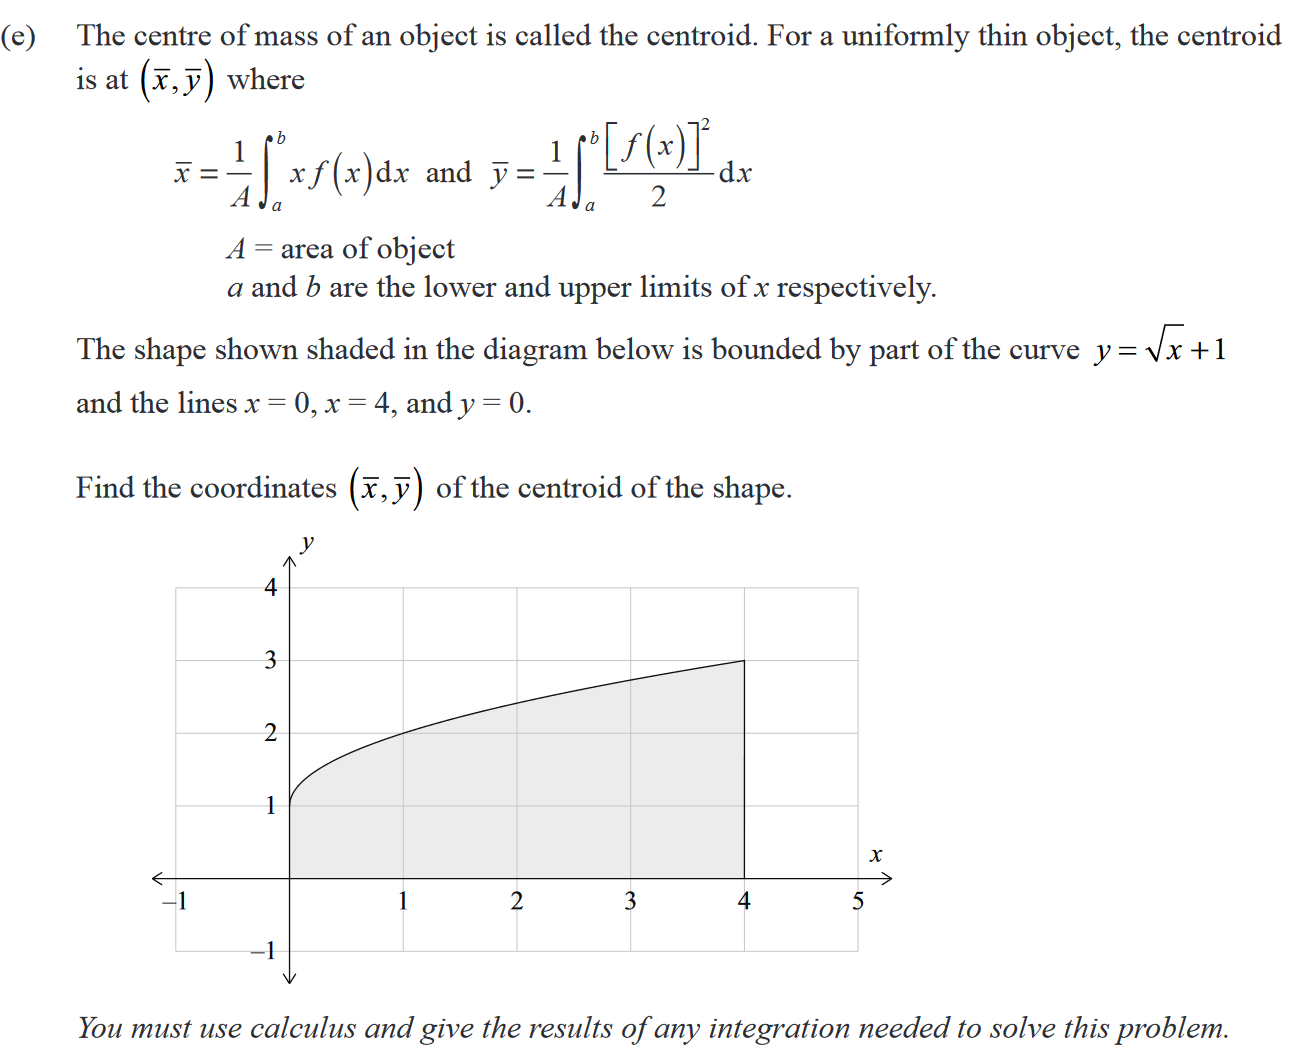 (e) The centre of mass of an object is called the centroid. For a uniformly thin object, the centroid
is at (x̅, y̅) where
x̅ = 1/A ∫ₐᵇ x f(x)dx and y̅ = 1/A ∫ₐᵇ [f(x)]²/2 dx
A = area of object
a and b are the lower and upper limits of x respectively.
The shape shown shaded in the diagram below is bounded by part of the curve y = √x + 1
and the lines x = 0, x = 4, and y = 0.
Find the coordinates (x̅, y̅) of the centroid of the shape.
y
4
3
2
1
x
–1 1 2 3 4 5
–1
You must use calculus and give the results of any integration needed to solve this problem.